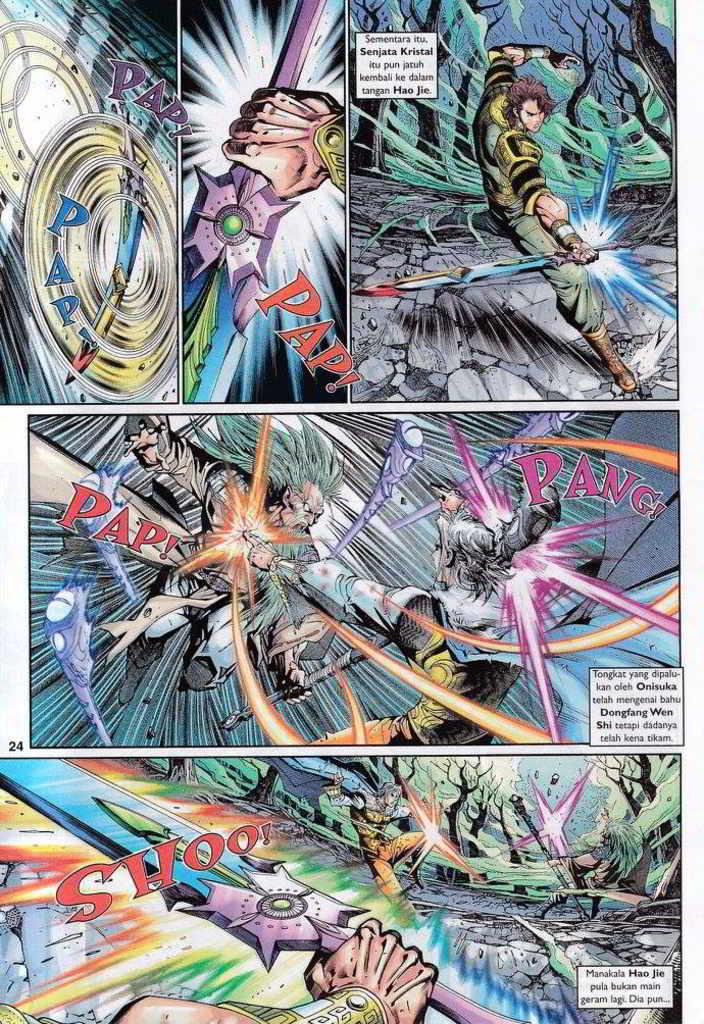 PAP!
PAP!
PAP!
Sementara itu,
Senjata Kristal
itu pun jatuh
kembali ke dalam
tangan Hao Jie.
PAP!
PANG!
Tongkat yang dipalu-
kan oleh Onisuka
telah mengenai bahu
Dongfang Wen
Shi tetapi dadanya
telah kena tikam.
24
SHOO!
Manakala Hao Jie
pula bukan main
geram lagi. Dia pun...